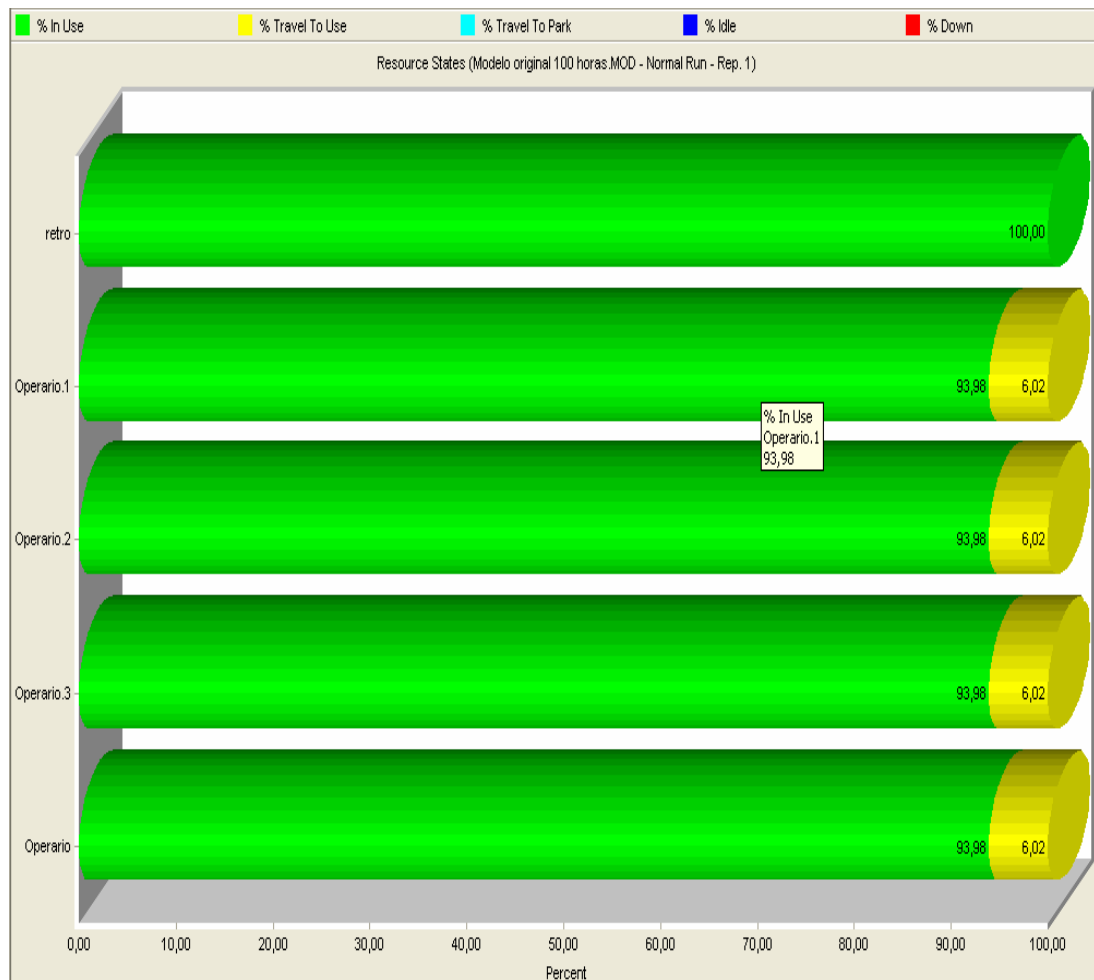 % In Use % Travel To Use % Travel To Park % Idle % Down
Resource States (Modelo original 100 horas.MOD - Normal Run - Rep. 1)
retro 100,00
Operario.1 93,98 6,02
% In Use
Operario.1
93,98
Operario.2 93,98 6,02
Operario.3 93,98 6,02
Operario 93,98 6,02
0,00 10,00 20,00 30,00 40,00 50,00 60,00 70,00 80,00 90,00 100,00
Percent